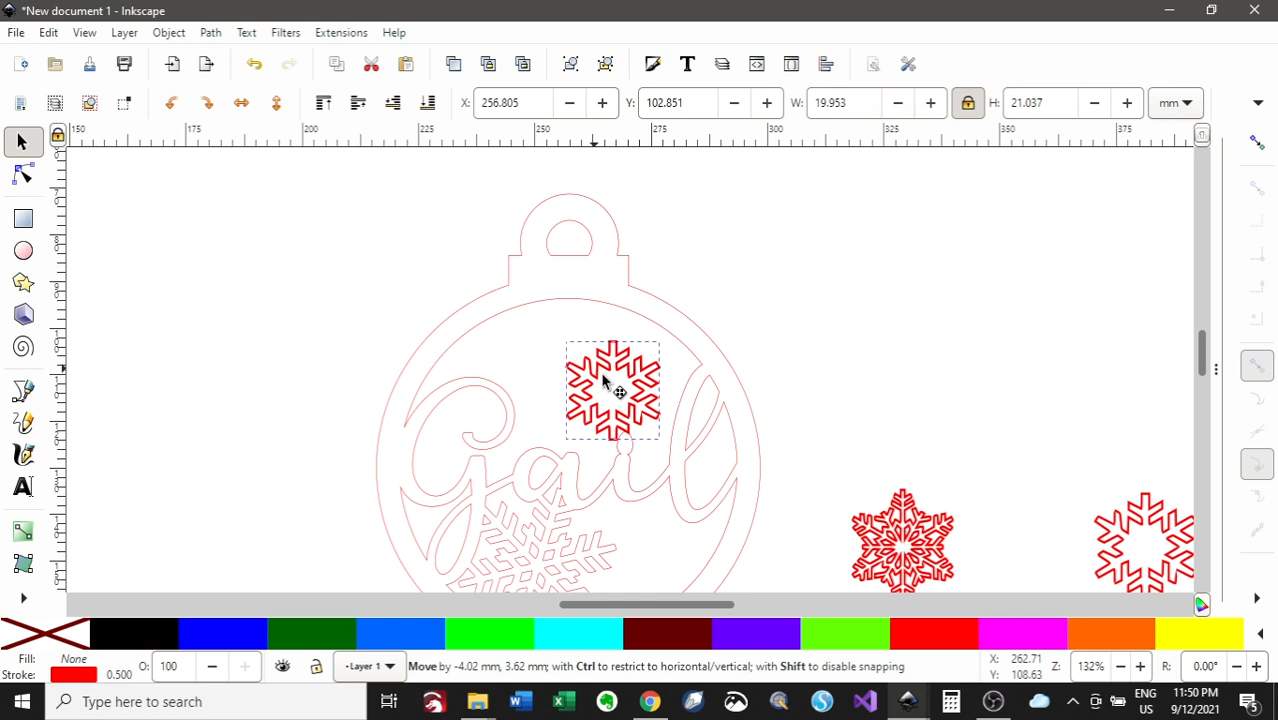 *New document 1 - Inkscape
File Edit View Layer Object Path Text Filters Extensions Help
X: 256.805 Y: 102.851 W: 19.953 H: 21.037 mm
150 175 200 225 250 275 300 325 350 375
Gail
Fill: None
Stroke: 0.500
O: 100
Layer 1
Move by -4.02 mm, 3.62 mm; with Ctrl to restrict to horizontal/vertical; with Shift to disable snapping
X: 262.71
Y: 108.63
Z: 132%
R: 0.00°
Type here to search
ENG
US
11:50 PM
9/12/2021
5